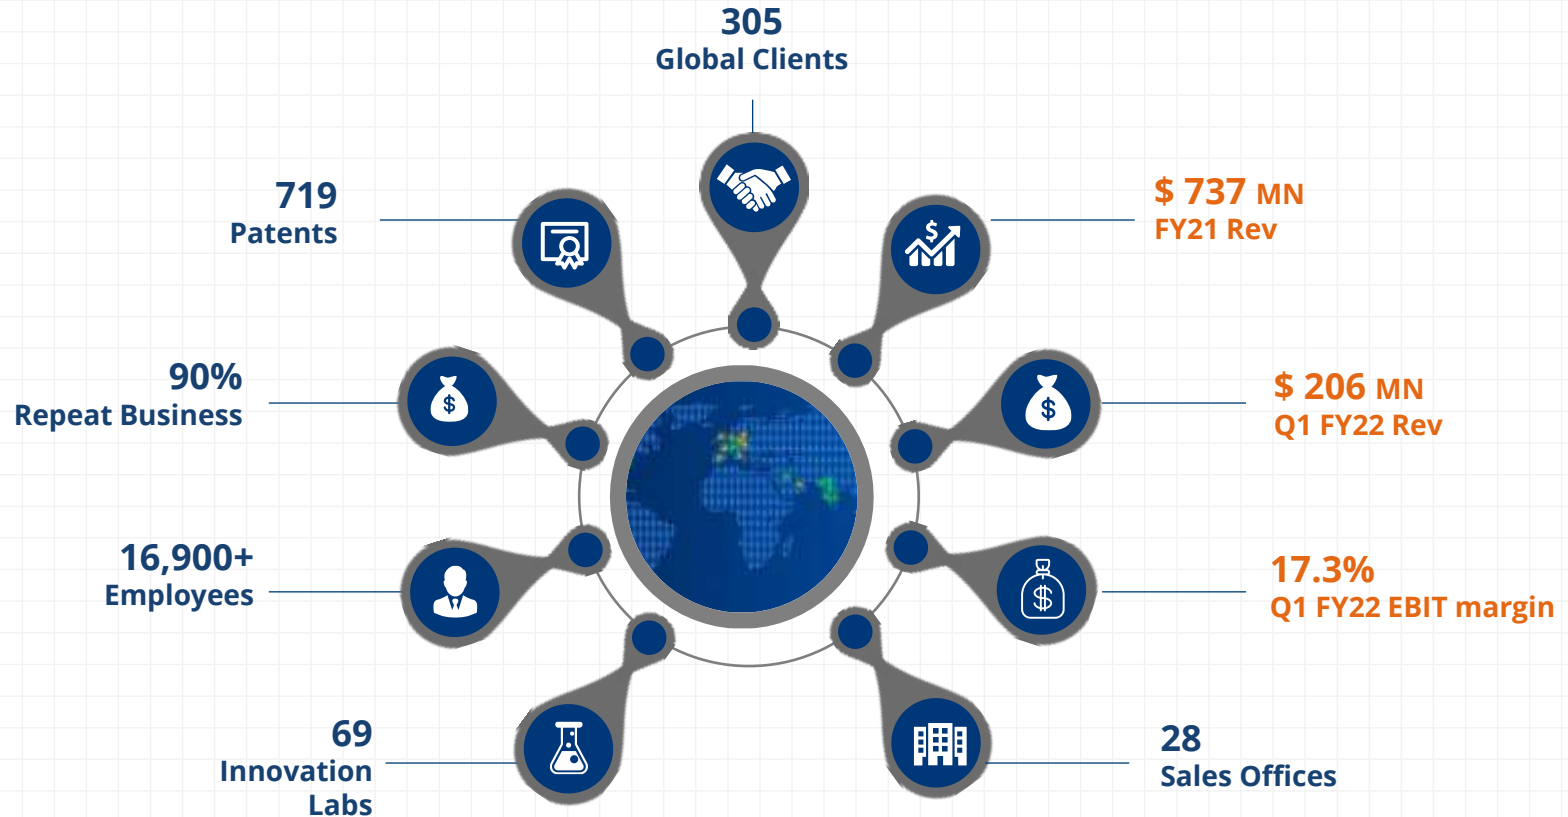 305
Global Clients
719
Patents
$ 737 MN
FY21 Rev
90%
Repeat Business
$ 206 MN
Q1 FY22 Rev
16,900+
Employees
17.3%
Q1 FY22 EBIT margin
69
Innovation
Labs
28
Sales Offices